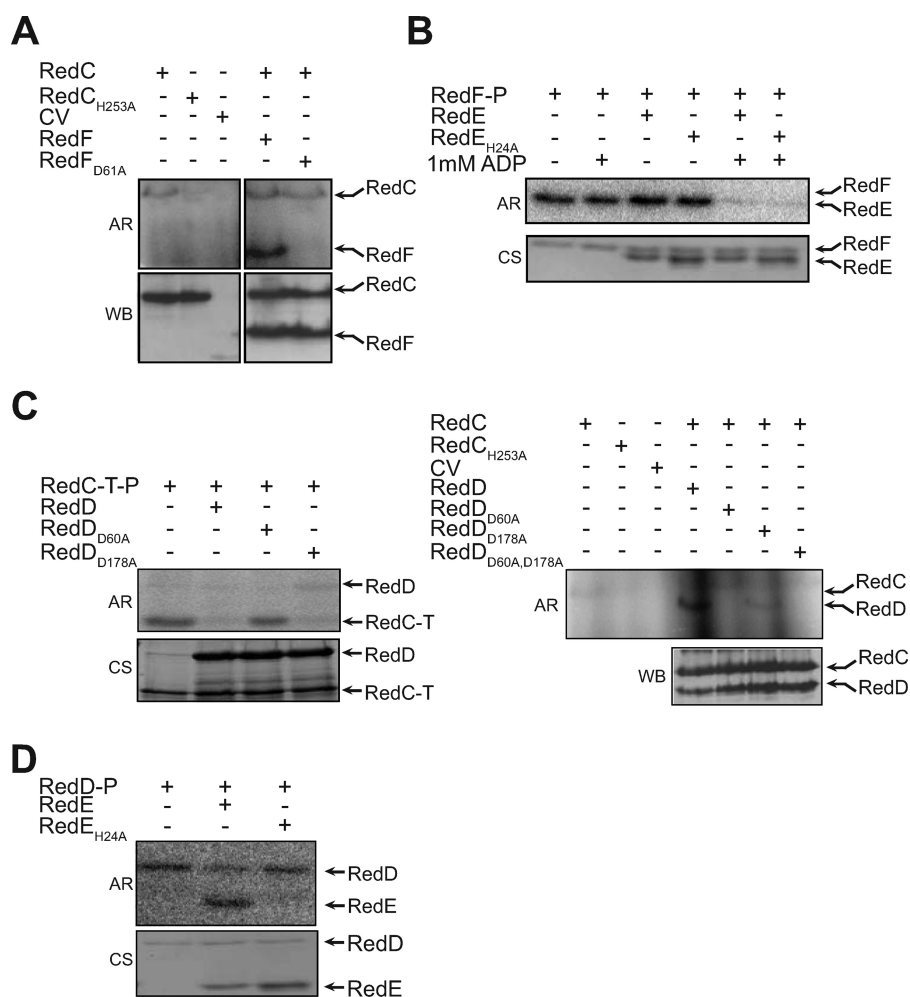 A
RedC + - - + +
RedC H253A - + - - -
CV - - + - -
RedF - - - + -
RedF D61A - - - - +
AR
RedC
RedF
WB
RedC
RedF
B
RedF-P + + + + + +
RedE - - + - + -
RedE H24A - - - + - +
1mM ADP - + - - + +
AR
RedF
RedE
CS
RedF
RedE
C
RedC-T-P + + + +
RedD - + - -
RedD D60A - - + -
RedD D178A - - - +
AR
RedD
RedC-T
CS
RedD
RedC-T
RedC + - - + + + +
RedC H253A - + - - - - -
CV - - + - - - -
RedD - - - + - - -
RedD D60A - - - - + - -
RedD D178A - - - - - + -
RedD D60A,D178A - - - - - - +
AR
RedC
RedD
WB
RedC
RedD
D
RedD-P + + +
RedE - + -
RedE H24A - - +
AR
RedD
RedE
CS
RedD
RedE